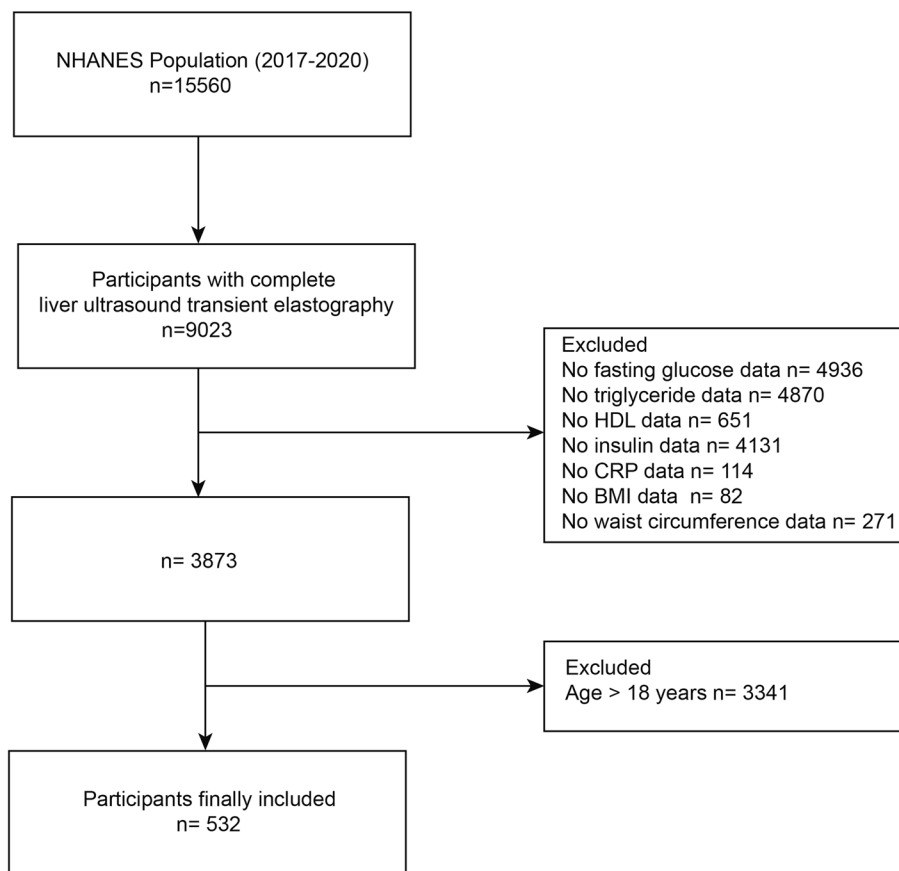 NHANES Population (2017-2020)
n=15560
Participants with complete
liver ultrasound transient elastography
n=9023
Excluded
No fasting glucose data n= 4936
No triglyceride data n= 4870
No HDL data n= 651
No insulin data n= 4131
No CRP data n= 114
No BMI data n= 82
No waist circumference data n= 271
n= 3873
Excluded
Age > 18 years n= 3341
Participants finally included
n= 532